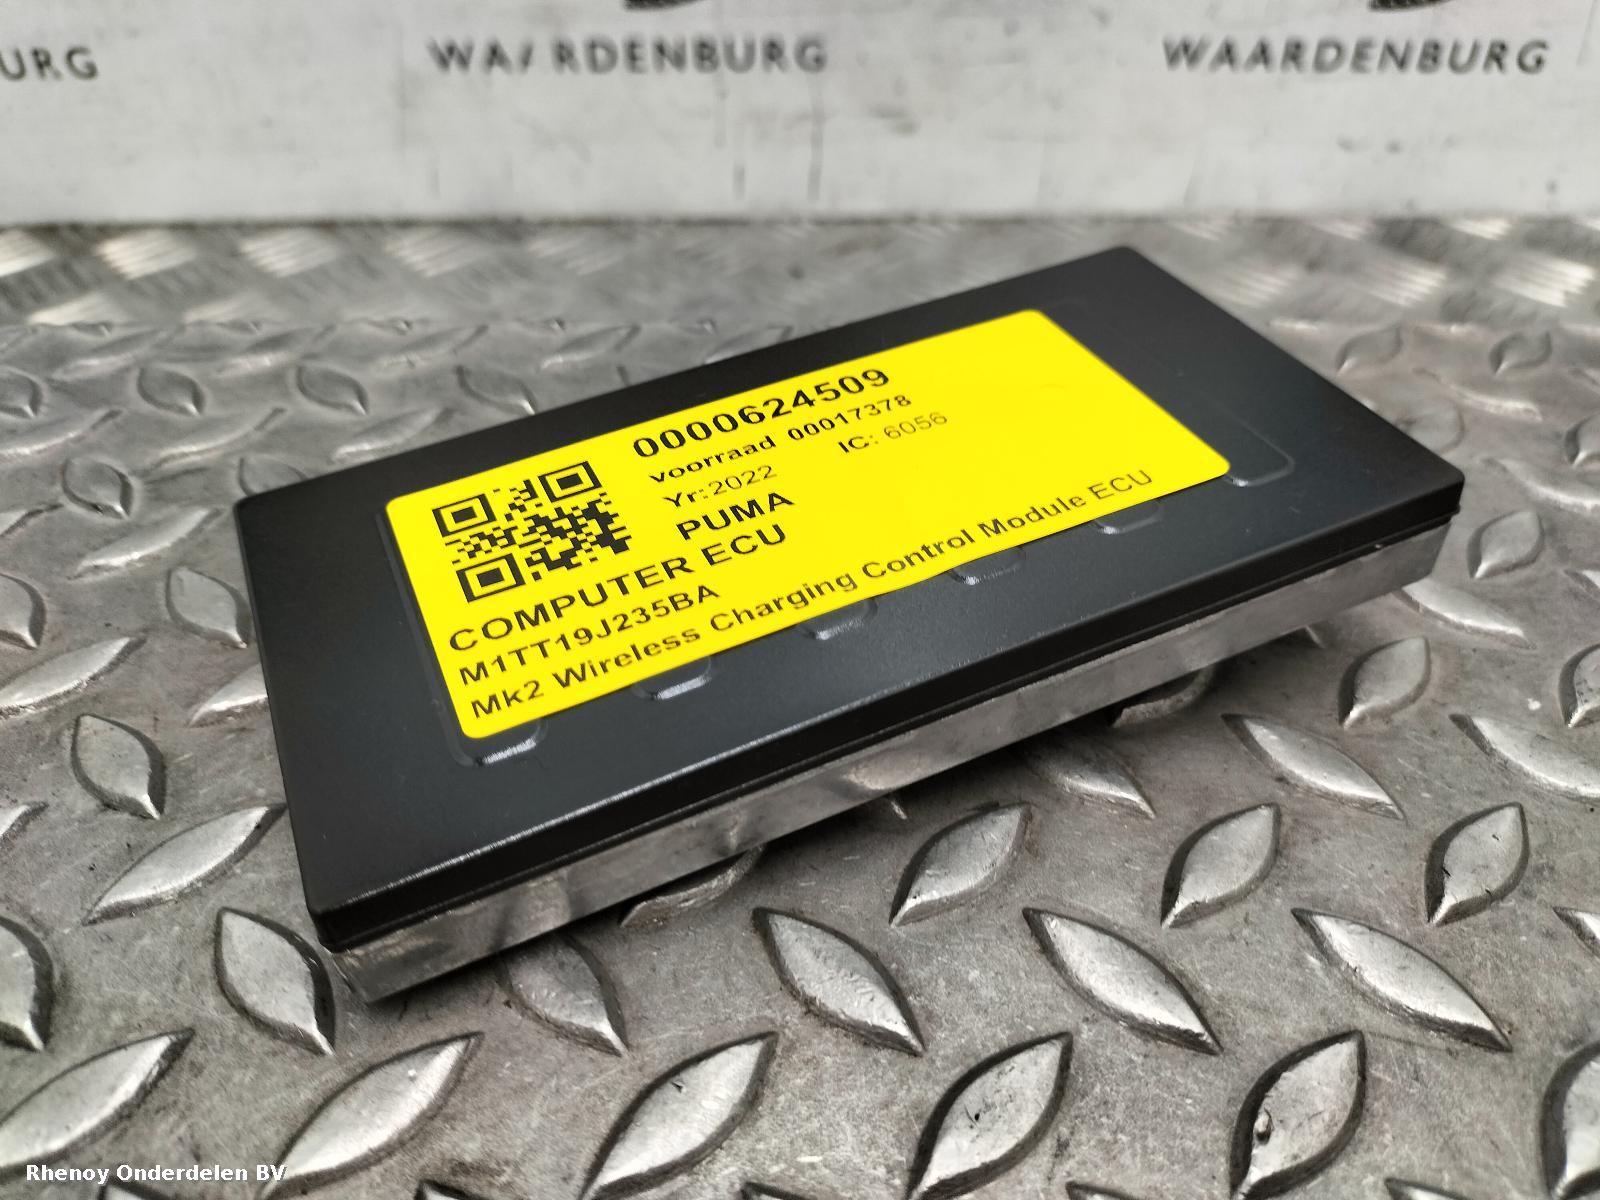 URG
WA RDENBURG
WAARDENBURG
0000624509
voorraad 00017378
Yr:2022 IC: 6056
PUMA
COMPUTER ECU
M1TT19J235BA
Mk2 Wireless Charging Control Module ECU
Rhenoy Onderdelen BV